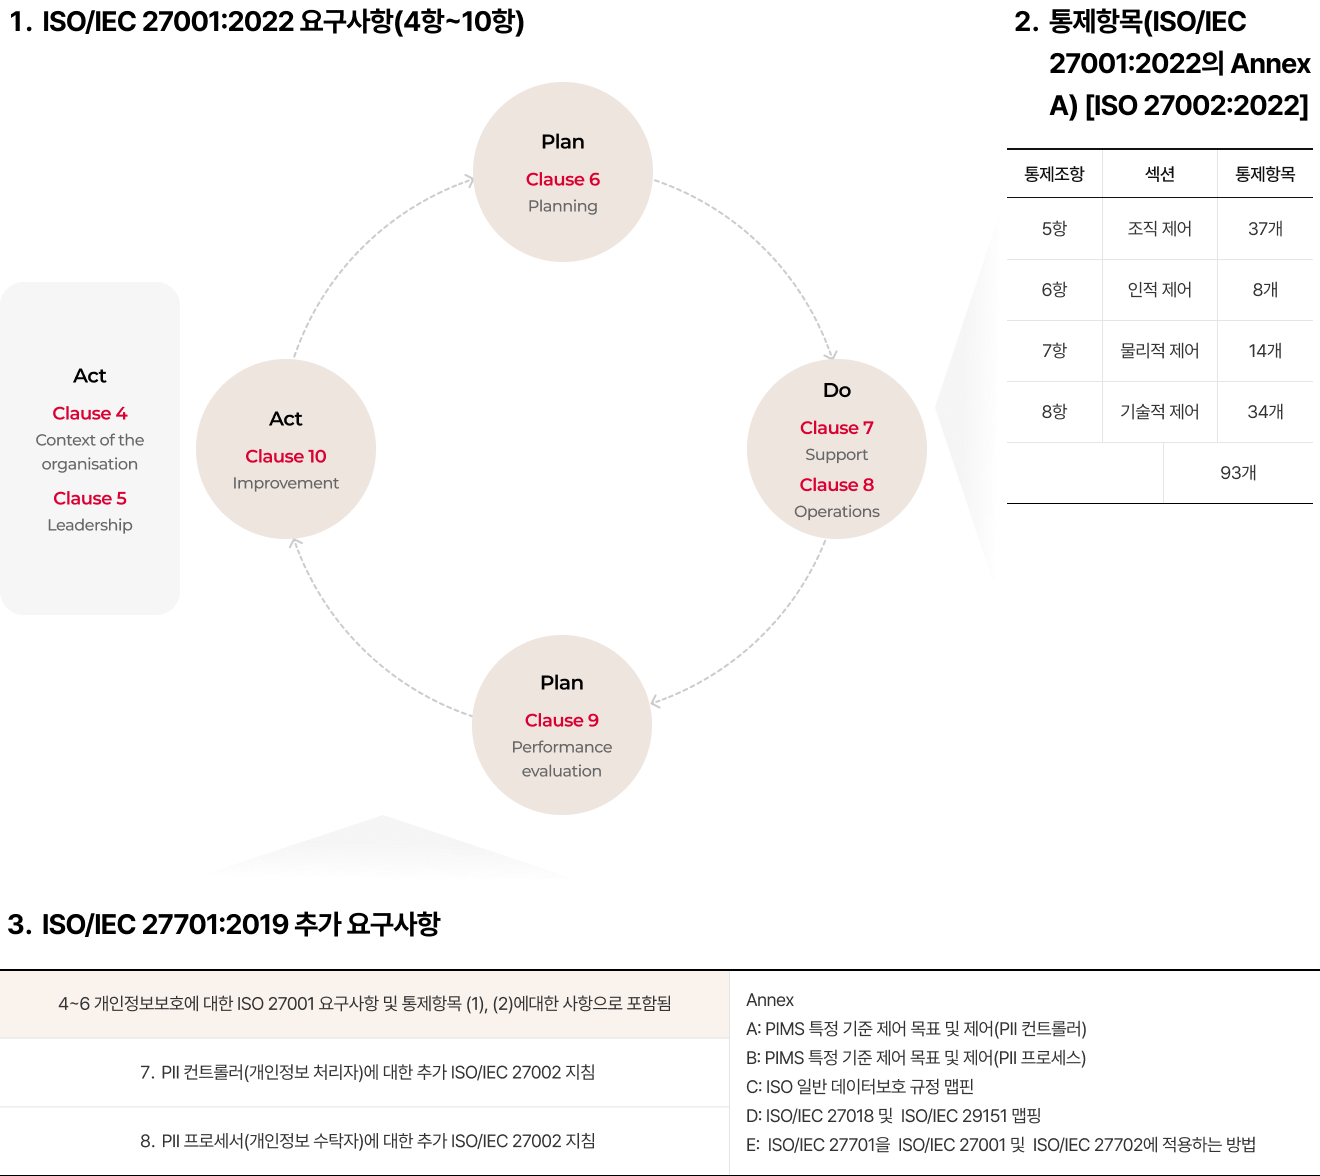 1. ISO/IEC 27001:2022 요구사항(4항~10항)
Plan
Clause 6
Planning
Act
Clause 4
Context of the
organisation
Clause 5
Leadership
Act
Clause 10
Improvement
Do
Clause 7
Support
Clause 8
Operations
Plan
Clause 9
Performance
evaluation
2. 통제항목(ISO/IEC
27001:2022의 Annex
A) [ISO 27002:2022]
통제조항 섹션 통제항목
5항 조직 제어 37개
6항 인적 제어 8개
7항 물리적 제어 14개
8항 기술적 제어 34개
93개
3. ISO/IEC 27701:2019 추가 요구사항
4~6 개인정보보호에 대한 ISO 27001 요구사항 및 통제항목 (1), (2)에대한 사항으로 포함됨
7. PII 컨트롤러(개인정보 처리자)에 대한 추가 ISO/IEC 27002 지침
8. PII 프로세서(개인정보 수탁자)에 대한 추가 ISO/IEC 27002 지침
Annex
A: PIMS 특정 기준 제어 목표 및 제어(PII 컨트롤러)
B: PIMS 특정 기준 제어 목표 및 제어(PII 프로세스)
C: ISO 일반 데이터보호 규정 맵핀
D: ISO/IEC 27018 및 ISO/IEC 29151 맵핑
E: ISO/IEC 27701을 ISO/IEC 27001 및 ISO/IEC 27702에 적용하는 방법